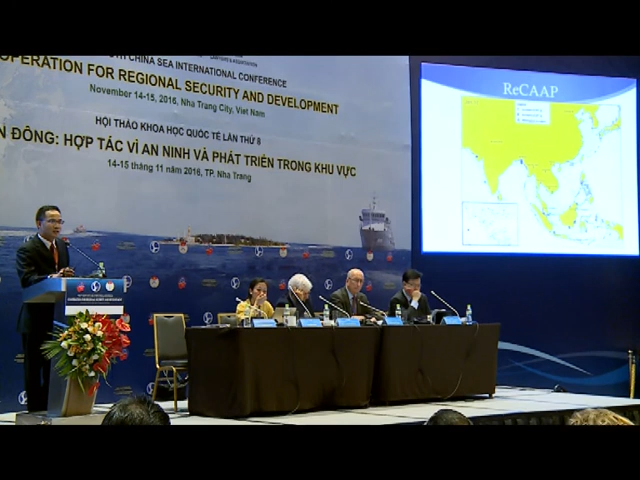 CHINA SEA INTERNATIONAL CONFERENCE
OPERATION FOR REGIONAL SECURITY AND DEVELOPMENT
November 14-15, 2016, Nha Trang City, Viet Nam
HỘI THẢO KHOA HỌC QUỐC TẾ LẦN THỨ 8
ĐÔNG: HỢP TÁC VÌ AN NINH VÀ PHÁT TRIỂN TRONG KHU VỰC
14-15 tháng 11 năm 2016, TP. Nha Trang
ReCAAP